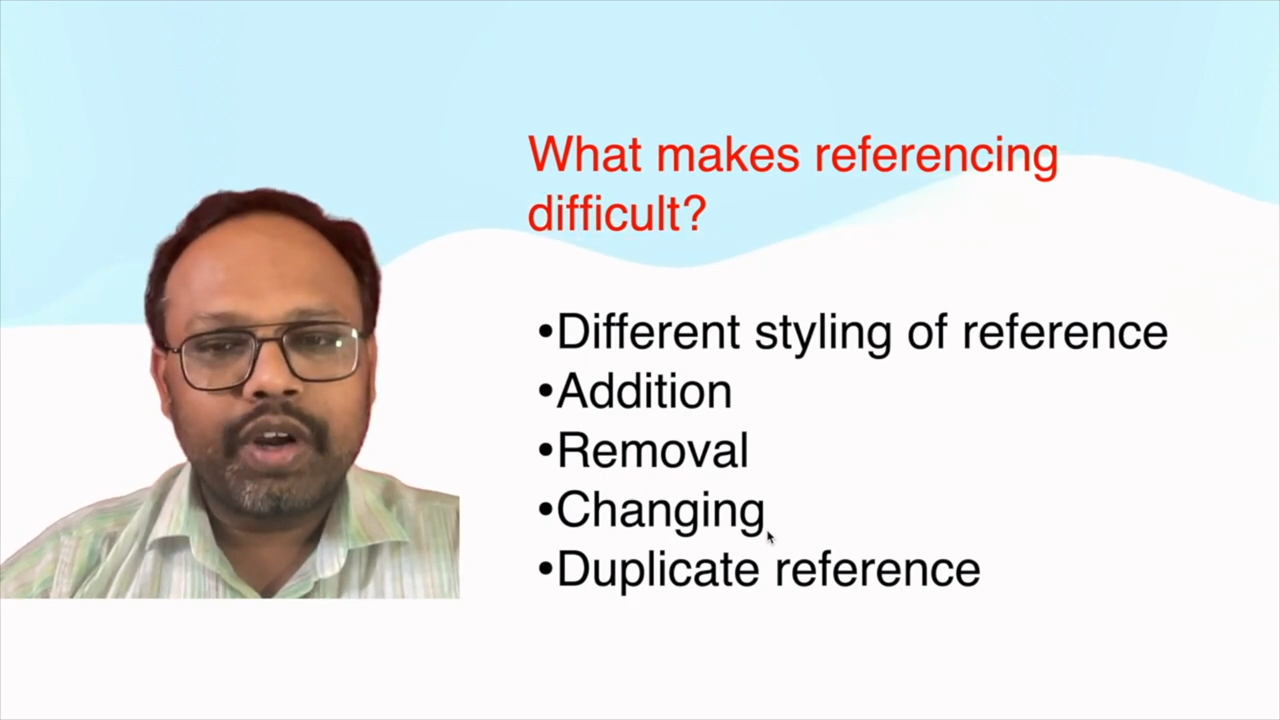 What makes referencing
difficult?
•Different styling of reference
•Addition
•Removal
•Changing
•Duplicate reference